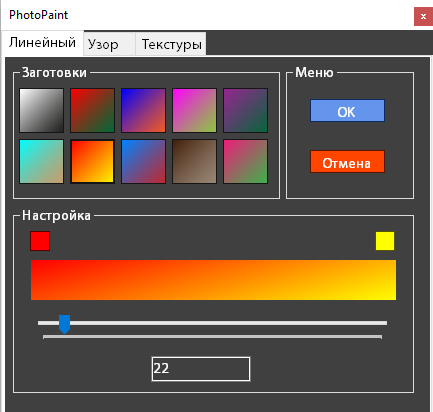 PhotoPaint
Линейный Узор Текстуры
Заготовки Меню
OK
Отмена
Настройка
22